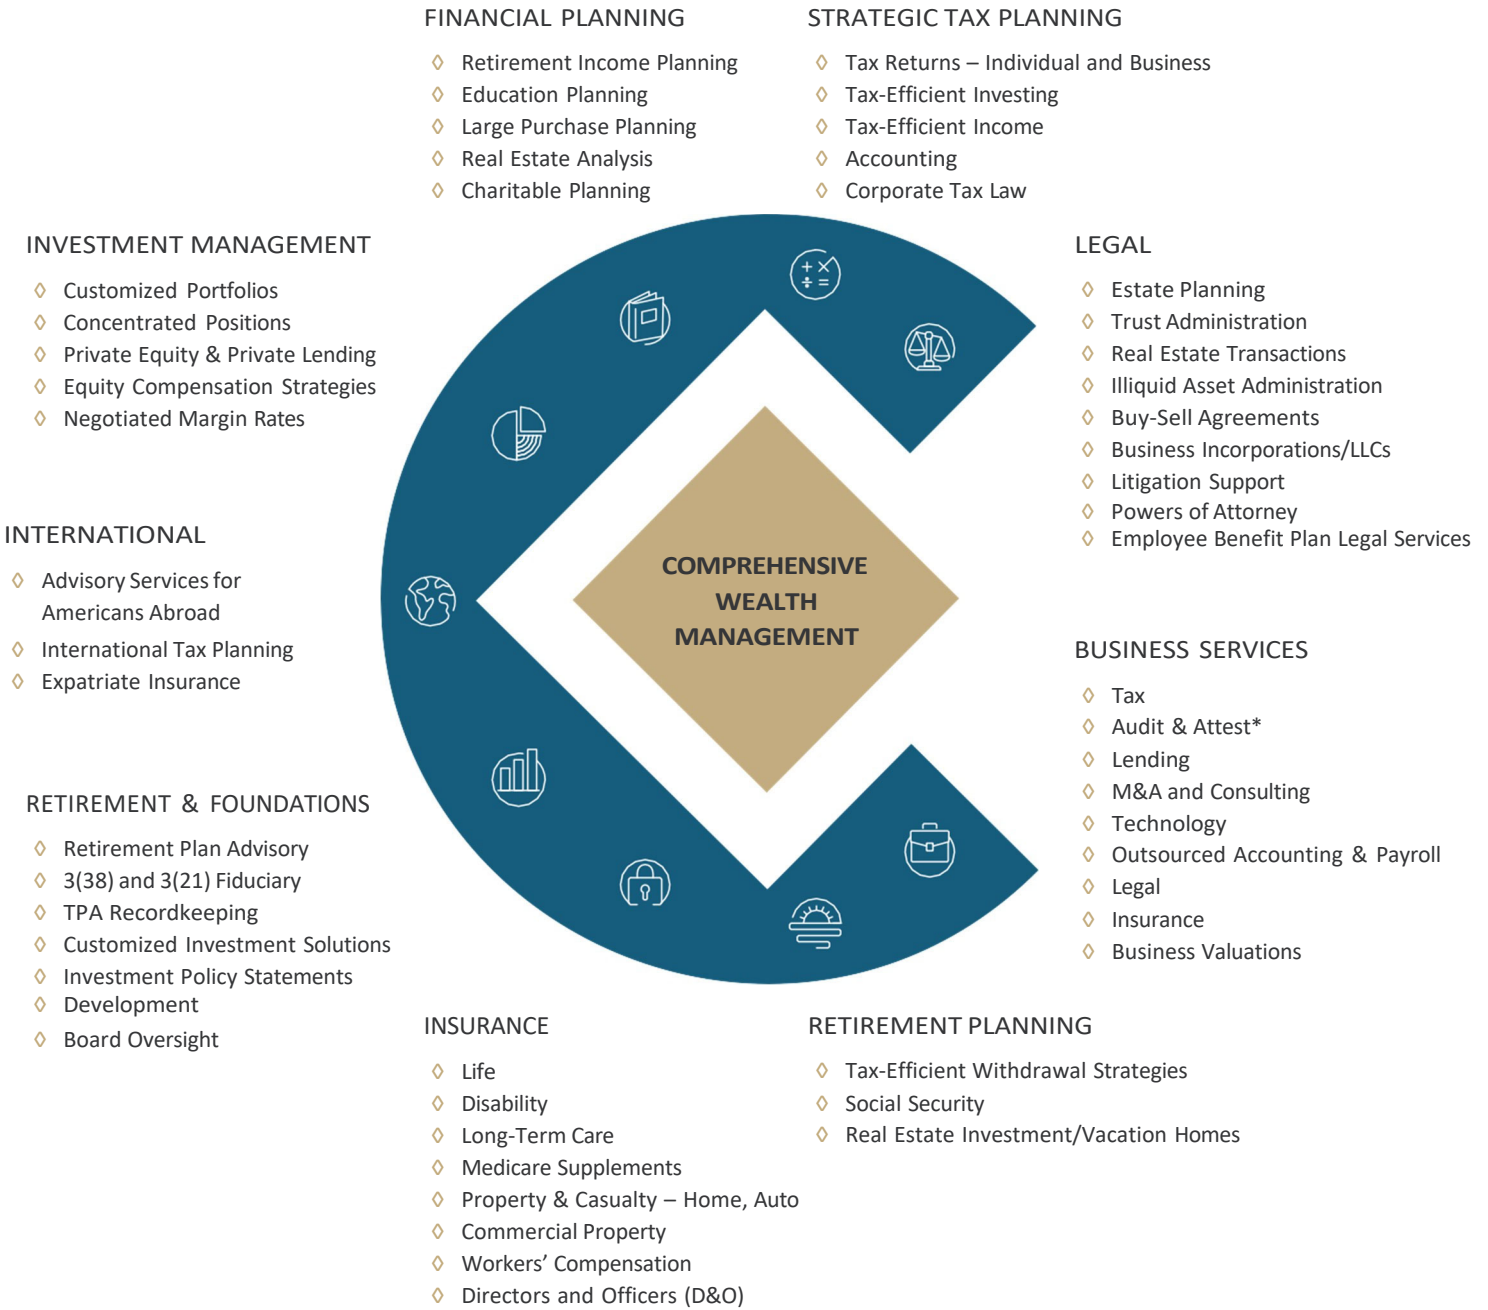 FINANCIAL PLANNING
◊ Retirement Income Planning
◊ Education Planning
◊ Large Purchase Planning
◊ Real Estate Analysis
◊ Charitable Planning
STRATEGIC TAX PLANNING
◊ Tax Returns – Individual and Business
◊ Tax-Efficient Investing
◊ Tax-Efficient Income
◊ Accounting
◊ Corporate Tax Law
INVESTMENT MANAGEMENT
◊ Customized Portfolios
◊ Concentrated Positions
◊ Private Equity & Private Lending
◊ Equity Compensation Strategies
◊ Negotiated Margin Rates
LEGAL
◊ Estate Planning
◊ Trust Administration
◊ Real Estate Transactions
◊ Illiquid Asset Administration
◊ Buy-Sell Agreements
◊ Business Incorporations/LLCs
◊ Litigation Support
◊ Powers of Attorney
◊ Employee Benefit Plan Legal Services
INTERNATIONAL
◊ Advisory Services for
Americans Abroad
◊ International Tax Planning
◊ Expatriate Insurance
COMPREHENSIVE
WEALTH
MANAGEMENT
BUSINESS SERVICES
◊ Tax
◊ Audit & Attest*
◊ Lending
◊ M&A and Consulting
◊ Technology
◊ Outsourced Accounting & Payroll
◊ Legal
◊ Insurance
◊ Business Valuations
RETIREMENT & FOUNDATIONS
◊ Retirement Plan Advisory
◊ 3(38) and 3(21) Fiduciary
◊ TPA Recordkeeping
◊ Customized Investment Solutions
◊ Investment Policy Statements
◊ Development
◊ Board Oversight
INSURANCE
◊ Life
◊ Disability
◊ Long-Term Care
◊ Medicare Supplements
◊ Property & Casualty – Home, Auto
◊ Commercial Property
◊ Workers’ Compensation
◊ Directors and Officers (D&O)
RETIREMENT PLANNING
◊ Tax-Efficient Withdrawal Strategies
◊ Social Security
◊ Real Estate Investment/Vacation Homes